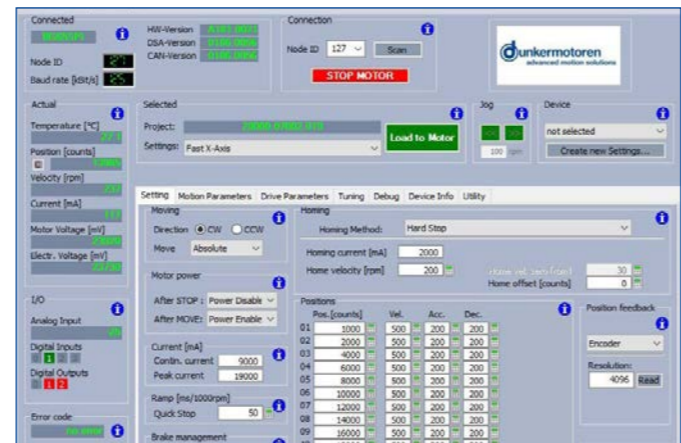 Connected
Node ID
Baud rate [kBit/s]
HW-Version
DSA-Version
CAN-Version
Connection
Node ID 127 Scan
STOP MOTOR
dunkermotoren
advanced motion solutions
Actual
Temperature [°C]
Position [counts]
Velocity [rpm]
Current [mA]
Motor Voltage [mV]
Electr. Voltage [mV]
Selected
Project:
Settings: Fast X-Axis
Load to Motor
Jog
100 rpm
Device
not selected
Create new Settings...
Setting Motion Parameters Drive Parameters Tuning Debug Device Info Utility
Moving
Direction CW CCW
Move Absolute
Homing
Homing Method: Hard Stop
Homing current [mA] 2000
Home velocity [rpm] 200
30
Home offset [counts] 0
Motor power
After STOP : Power Disable
After MOVE: Power Enable
Current [mA]
Contin. current 9000
Peak current 19000
Ramp [ms/1000rpm]
Quick Stop 50
Brake management
Positions
Pos.[counts] Vel. Acc. Dec.
01 1000 500 200 200
02 2000 500 200 200
03 4000 500 200 200
04 6000 500 200 200
05 8000 500 200 200
06 10000 500 200 200
07 12000 500 200 200
08 14000 500 200 200
09 16000 500 200 200
Position feedback
Encoder
Resolution:
4096 Read
I/O
Analog Input
Digital Inputs
Digital Outputs
Error code